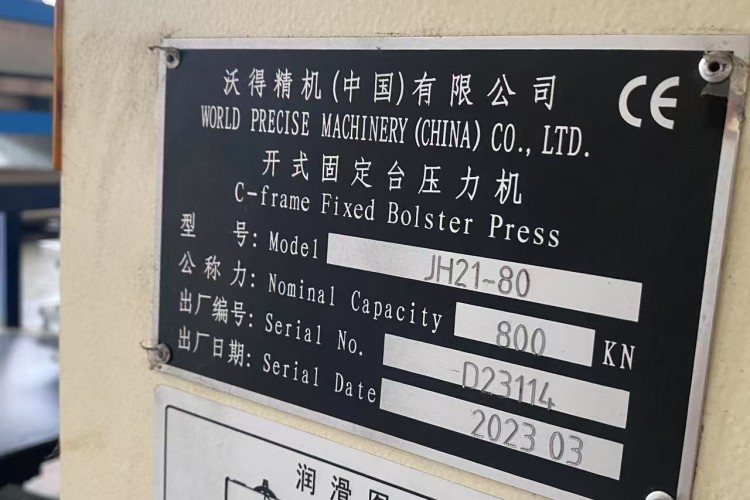 沃得精机(中国)有限公司
CE
WORLD PRECISE MACHINERY(CHINA) CO., LTD.
开式固定台压力机
C-frame Fixed Bolster Press
型 号: Model JH21-80
公称力: Nominal Capacity 800 KN
出厂编号: Serial No. D23114
出厂日期: Serial Date 2023 03
润滑图